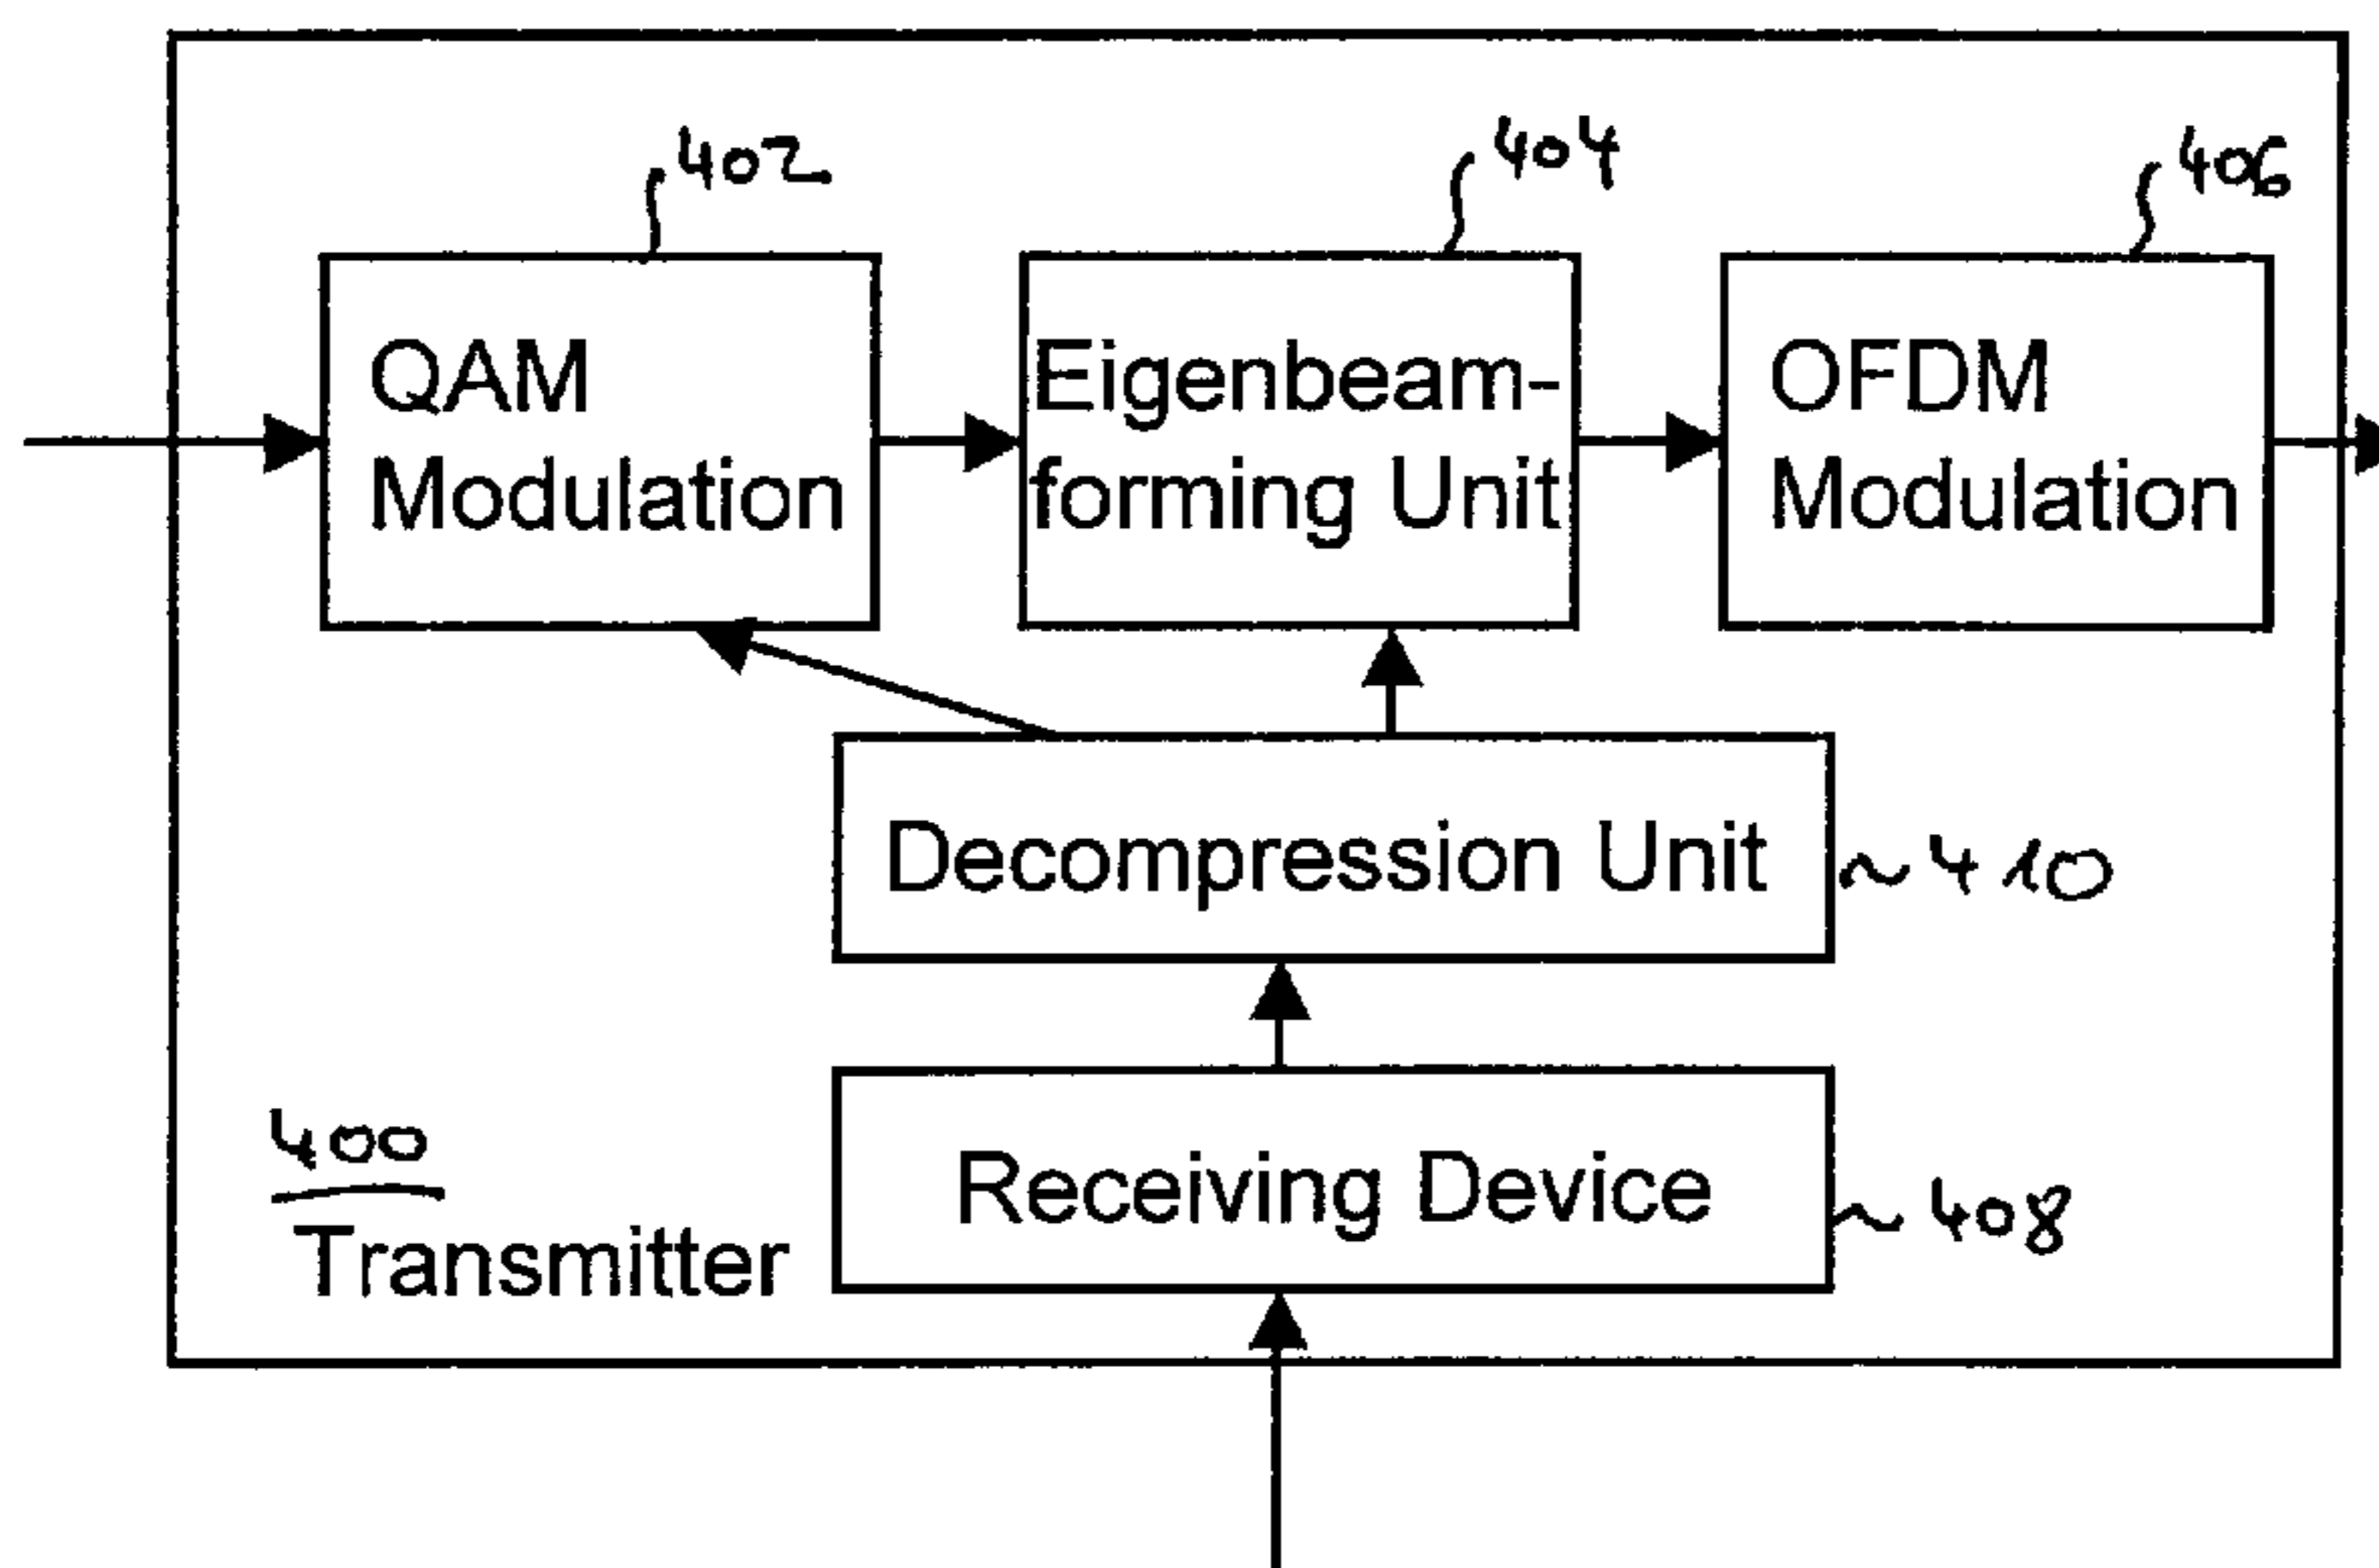 402
404
406
QAM
Modulation
Eigenbeam-
forming Unit
OFDM
Modulation
Decompression Unit
410
400
Transmitter
Receiving Device
408